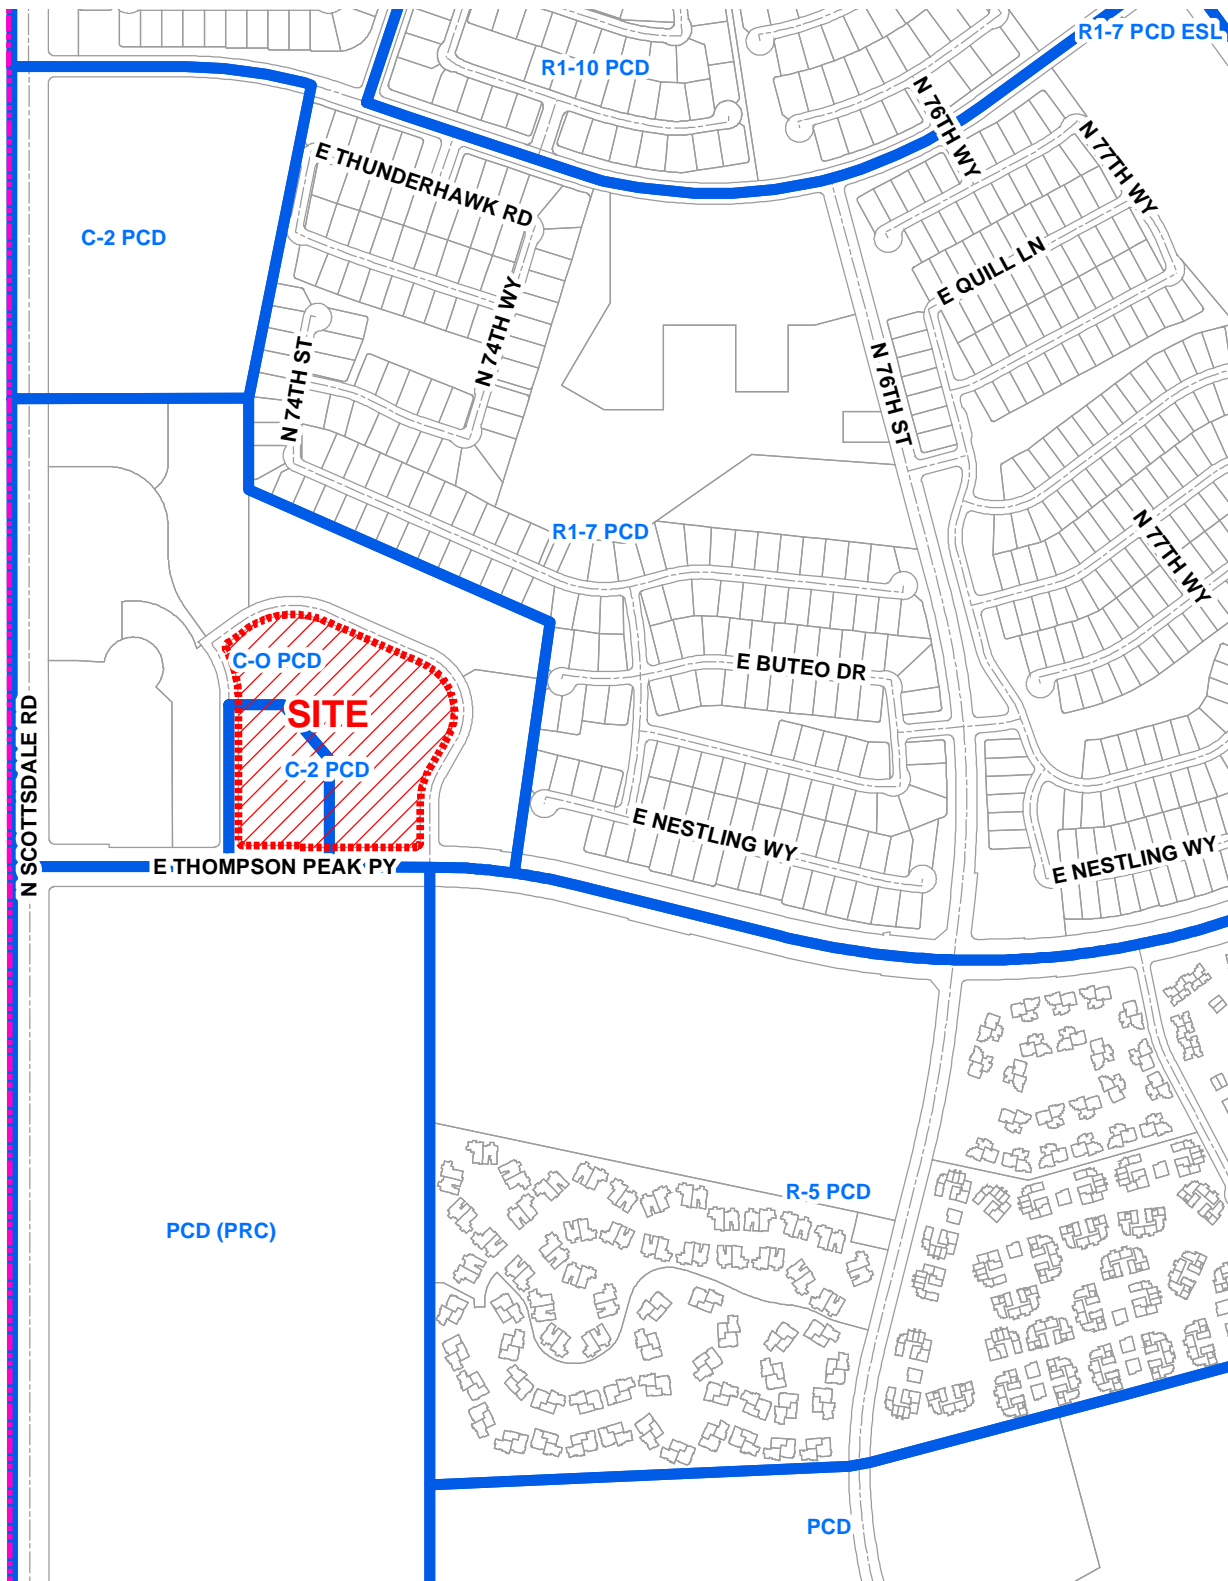 R1-7 PCD ESL
R1-10 PCD
N 76TH WY
N 77TH WY
E THUNDERHAWK RD
C-2 PCD
E QUILL LN
N 74TH WY
N 74TH ST
N 76TH ST
R1-7 PCD
N 77TH WY
C-O PCD
E BUTEO DR
SITE
C-2 PCD
N SCOTTSDALE RD
E NESTLING WY
E NESTLING WY
E THOMPSON PEAK PY
R-5 PCD
PCD (PRC)
PCD